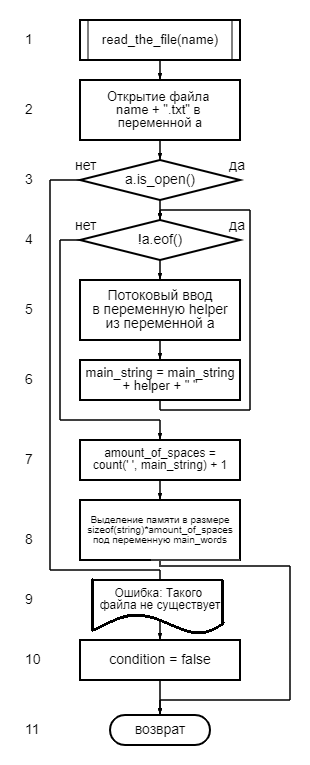 1
read_the_file(name)
2
Открытие файла
name + ".txt" в
переменной a
нет
да
3
a.is_open()
нет
да
4
!a.eof()
5
Потоковый ввод
в переменную helper
из переменной a
6
main_string = main_string
+ helper + " "
7
amount_of_spaces =
count(' ', main_string) + 1
8
Выделение памяти в размере
sizeof(string)*amount_of_spaces
под переменную main_words
9
Ошибка: Такого
файла не существует
10
condition = false
11
возврат